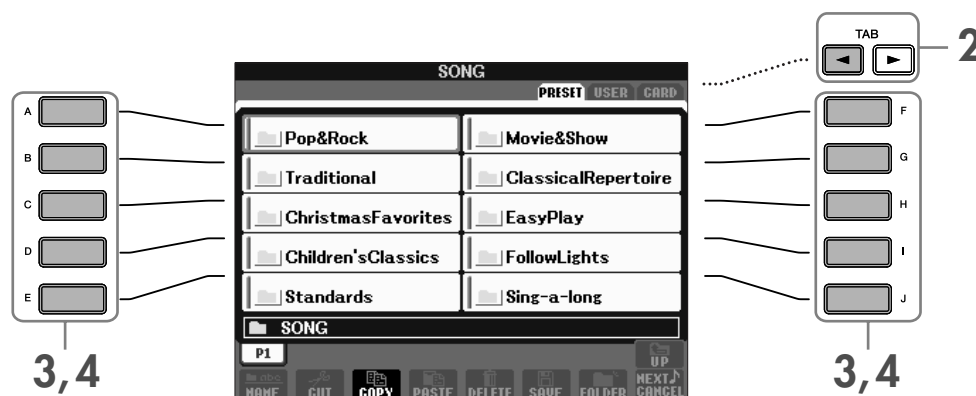 TAB
2
SONG
PRESET USER CARD
A
F
Pop&Rock
Movie&Show
B
G
Traditional
ClassicalRepertoire
C
H
ChristmasFavorites
EasyPlay
D
I
Children'sClassics
FollowLights
E
J
Standards
Sing-a-long
SONG
P1
UP
NAME CUT COPY PASTE DELETE SAVE FOLDER NEXT
CANCEL
3,4
3,4